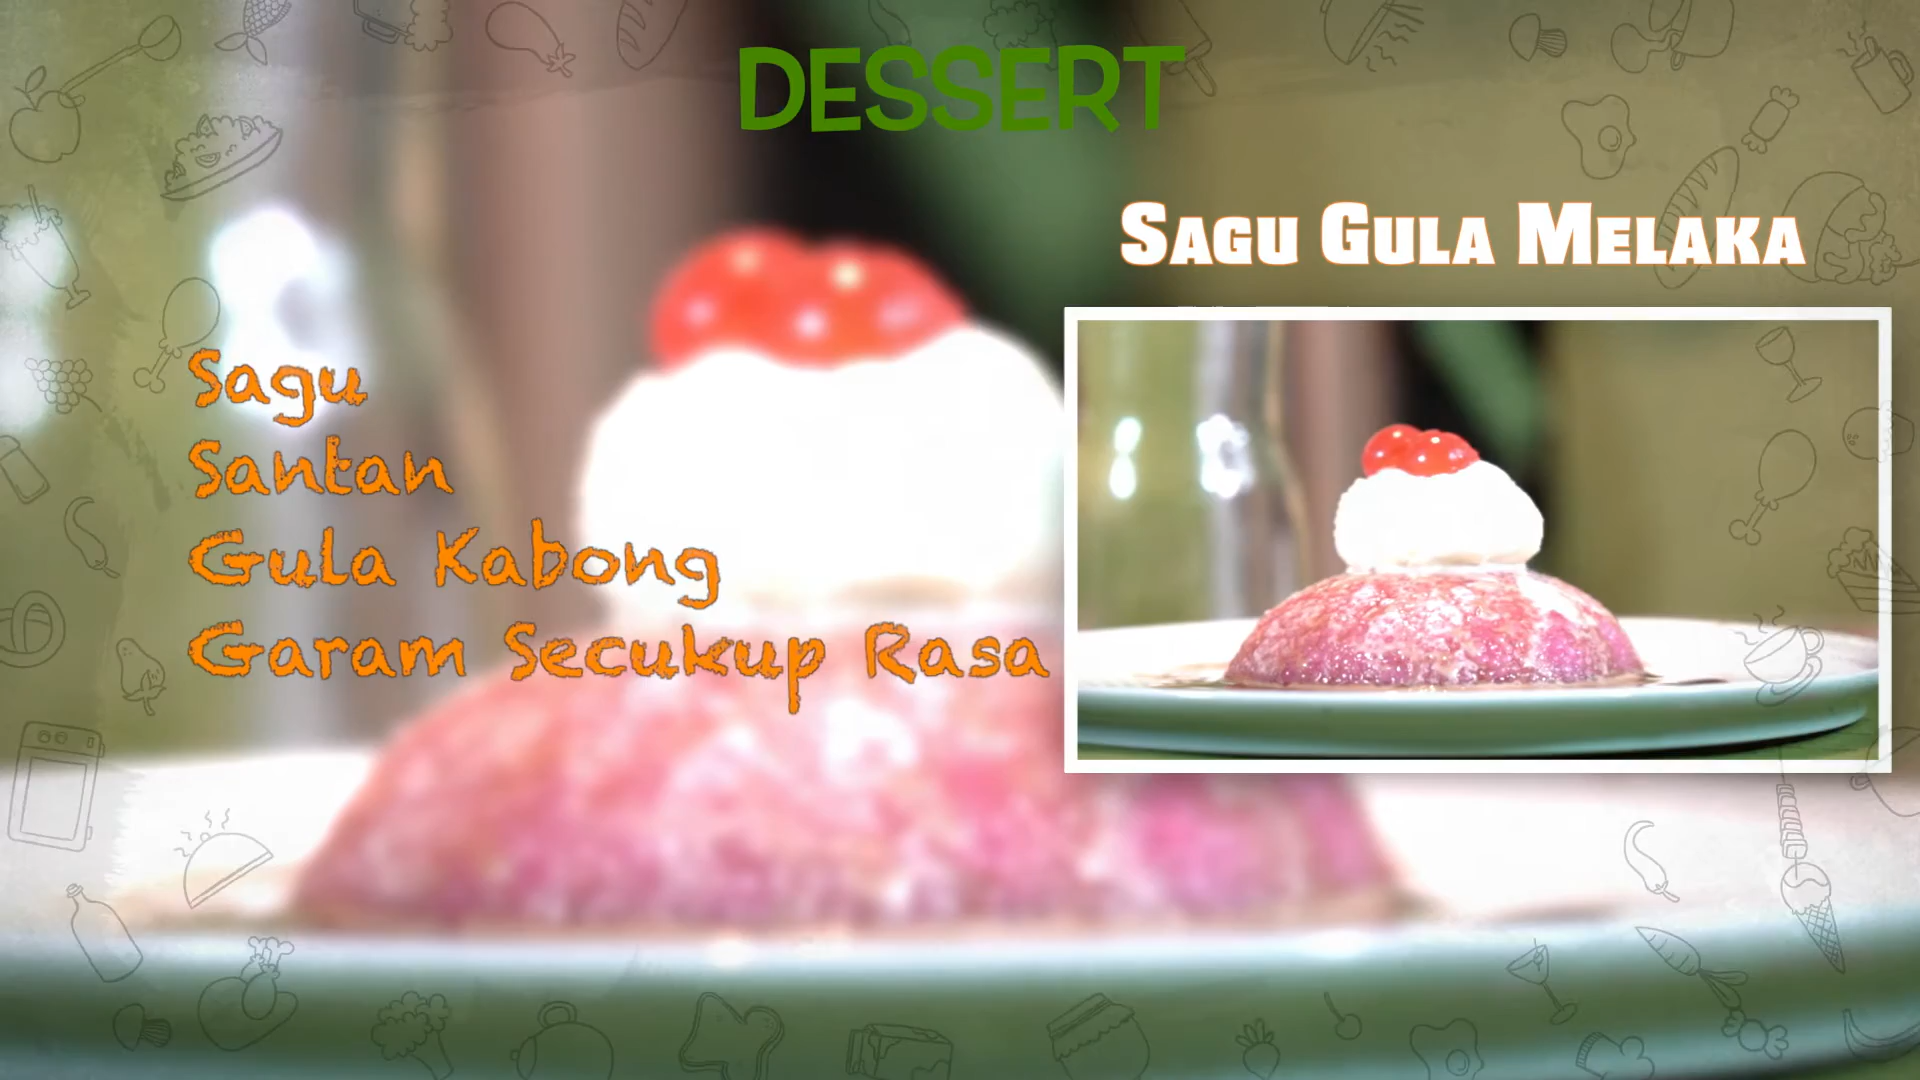 DESSERT
Sagu Gula Melaka
Sagu
Santan
Gula Kabong
Garam Secukup Rasa